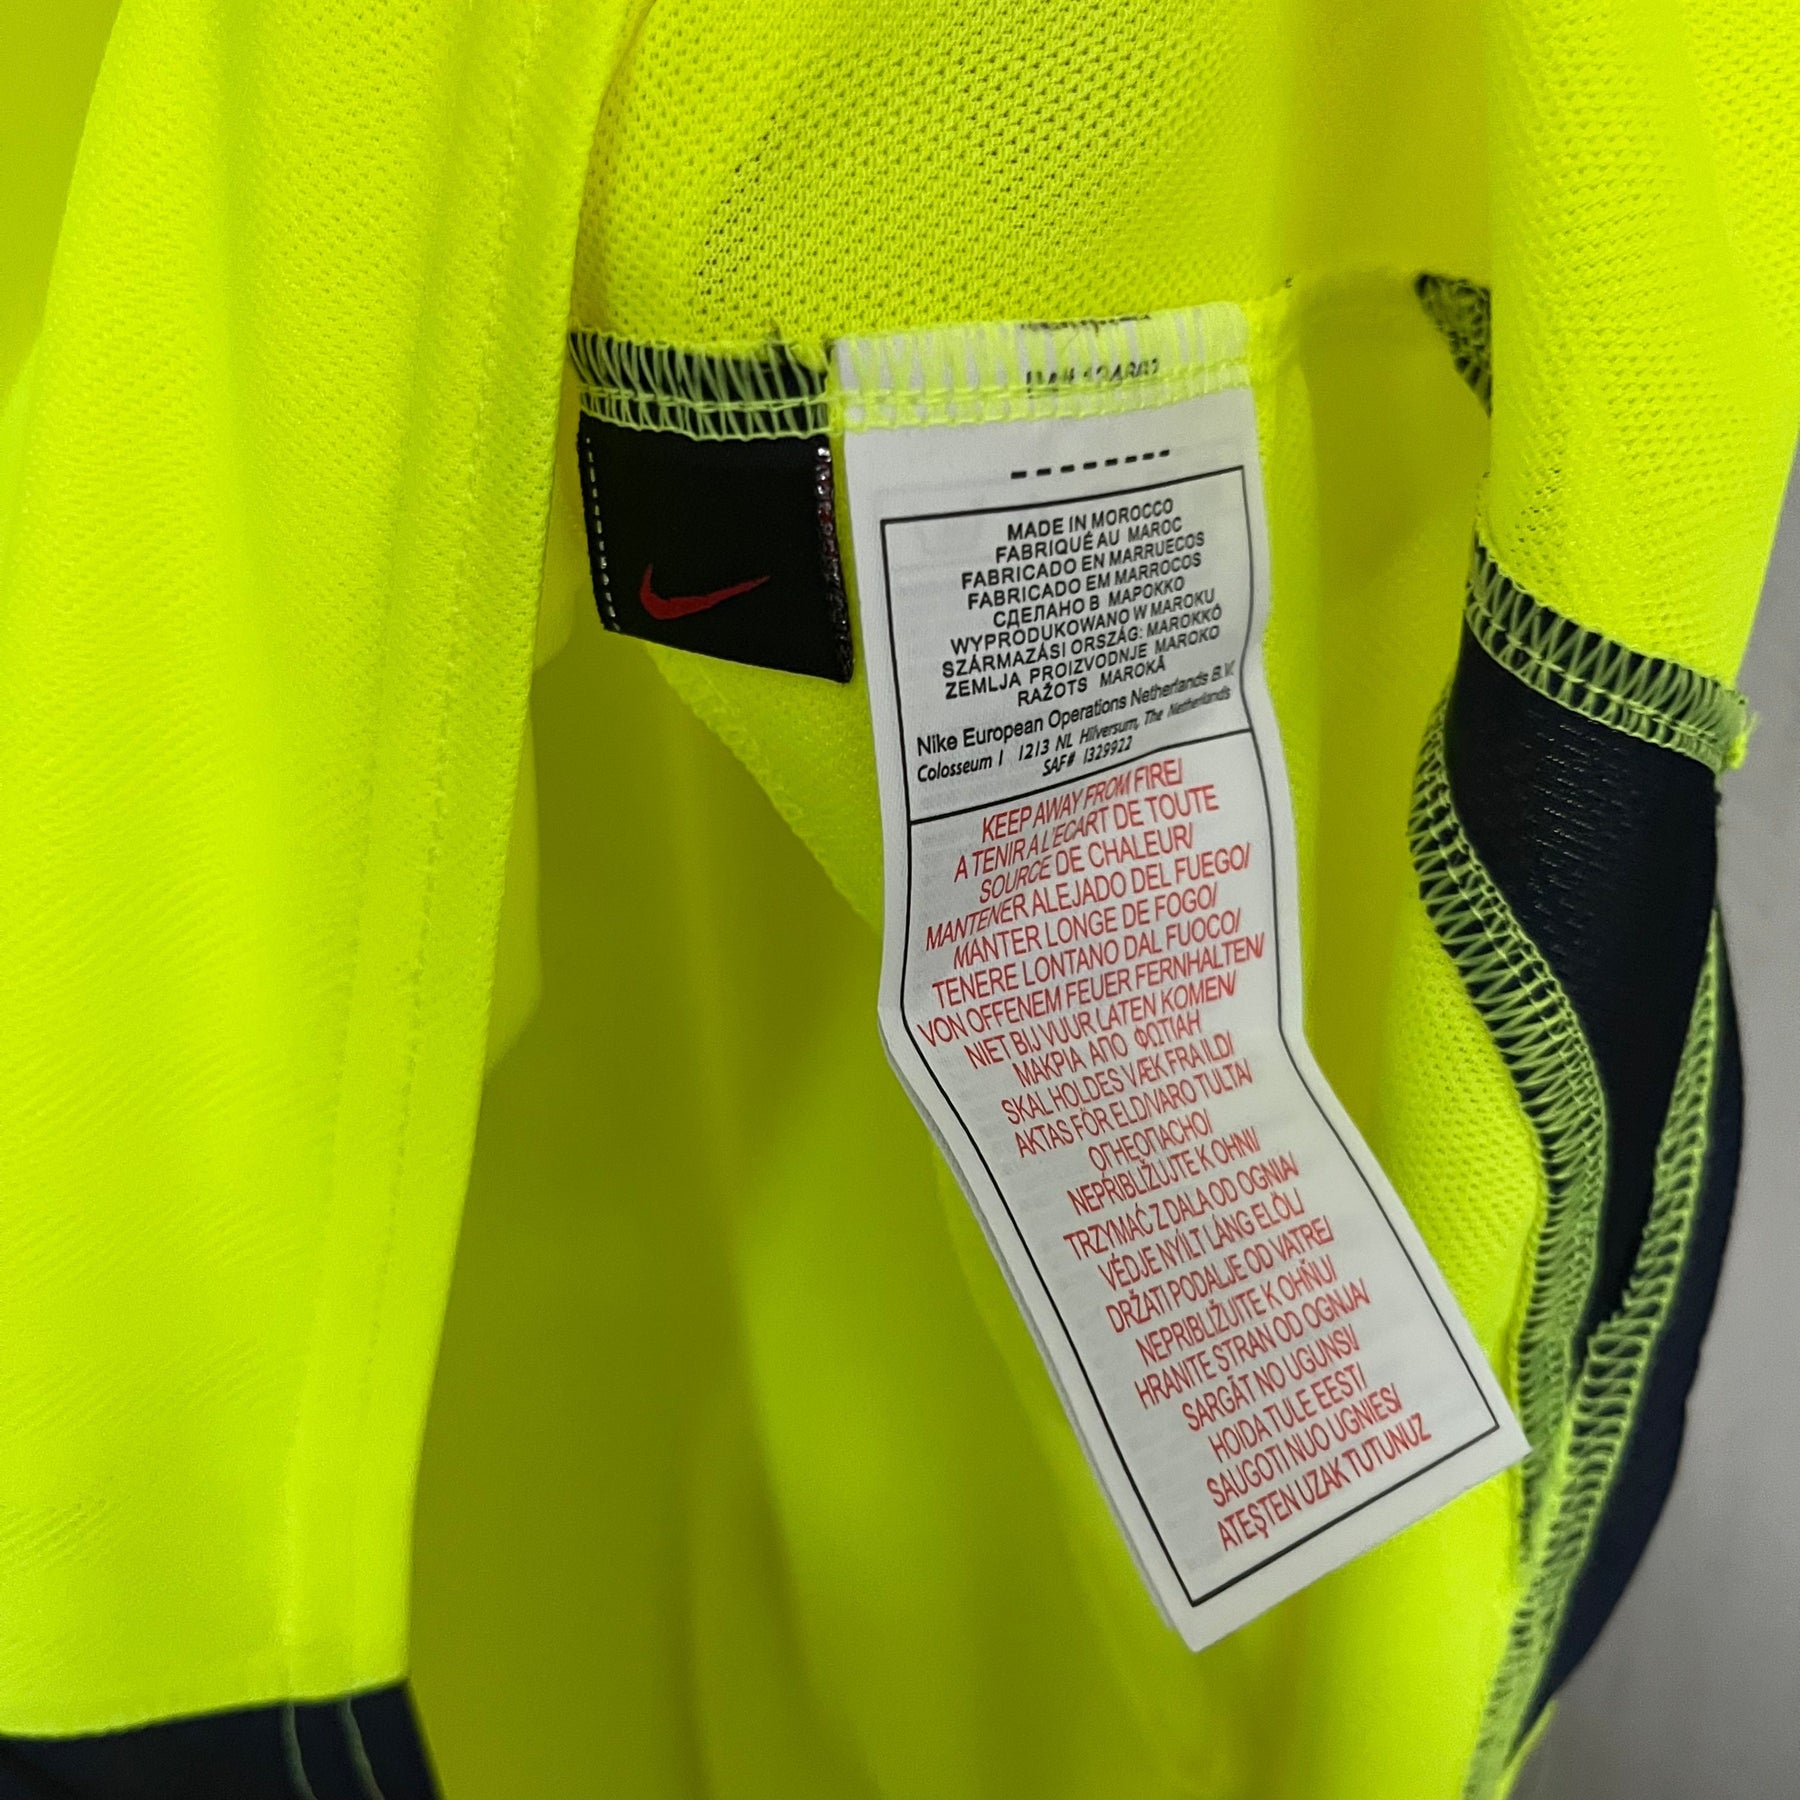 MADE IN MOROCCO
FABRIQUÉ AU MAROC
FABRICADO EN MARRUECOS
FABRICADO EM MARROCOS
СДЕЛАНО В МАРОККО
WYPRODUKOWANO W MAROKU
SZÁRMAZÁSI ORSZÁG: MAROKKÓ
ZEMLJA PROIZVODNJE MAROKO
RAŽOTS MAROKĀ
Nike European Operations Netherlands B.V.
Colosseum 1 1213 NL Hilversum, The Netherlands
SAF# 1329922
KEEP AWAY FROM FIRE/
A TENIR A L'ECART DE TOUTE
SOURCE DE CHALEUR/
MANTENER ALEJADO DEL FUEGO/
MANTER LONGE DE FOGO/
TENERE LONTANO DAL FUOCO/
VON OFFENEM FEUER FERNHALTEN/
NIET BIJ VUUR LATEN KOMEN/
ΜΑΚΡΙΑ ΑΠΟ ΦΩΤΙΑΗ
SKAL HOLDES VÆK FRA ILD/
AKTAS FÖR ELD/VARO TULTA/
ОГНЕОПАСНО/
NEPRIBLIŽUJTE K OHNI/
TRZYMAĆ Z DALA OD OGNIA/
VÉDJE NYÍLT LÁNG ELÖL/
DRŽATI PODALJE OD VATRE/
NEPRIBLIŽUJTE K OHŇU/
HRANITE STRAN OD OGNJA/
SARGĀT NO UGUNS/
HOIDA TULE EEST/
SAUGOTI NUO UGNIES/
ATEŞTEN UZAK TUTUNUZ